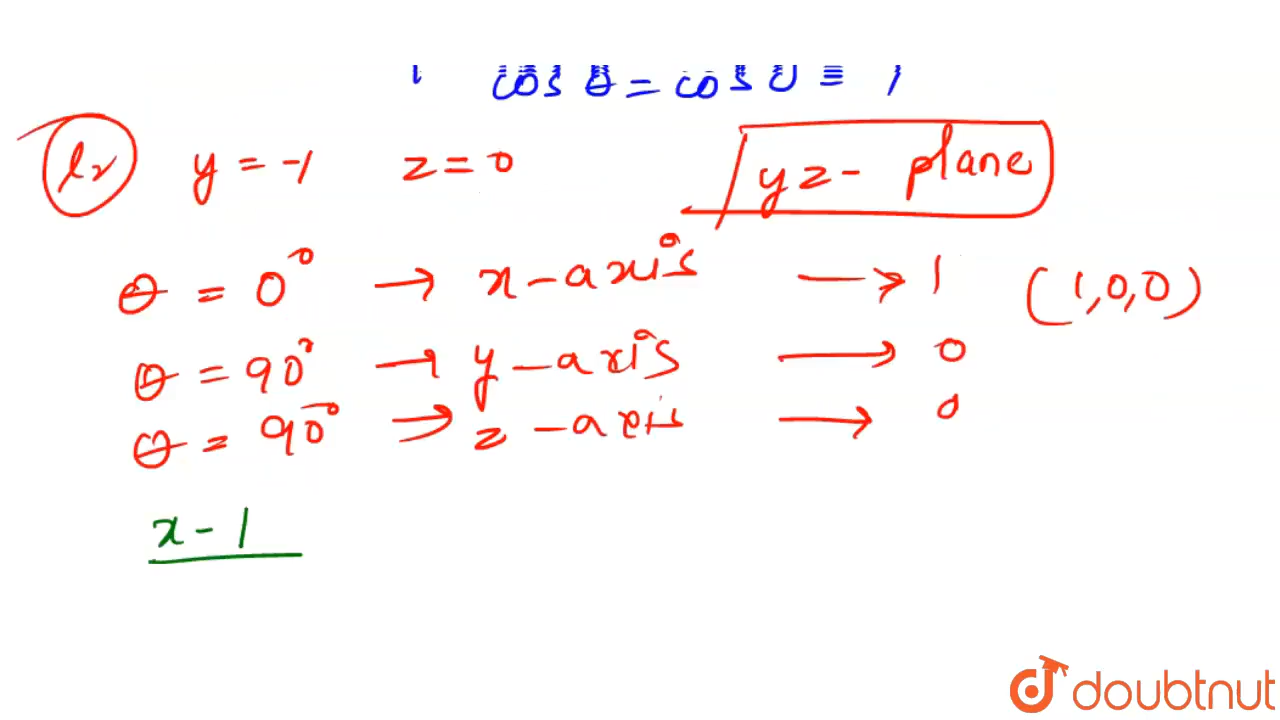 cos θ = cos 0 = 1
l₂ y = -1 z = 0 yz - plane
θ = 0° → x-axis → 1 (1,0,0)
θ = 90° → y-axis → 0
θ = 90° → z-axis → 0
x - 1
doubtnut